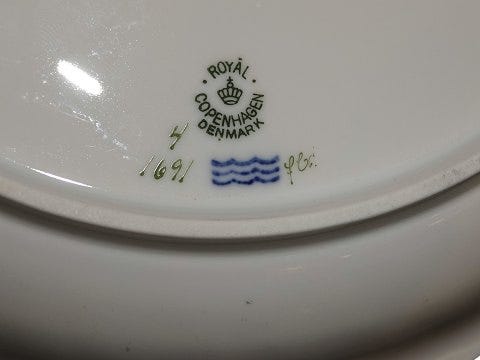 · ROYAL ·
COPENHAGEN
DENMARK
4
1691